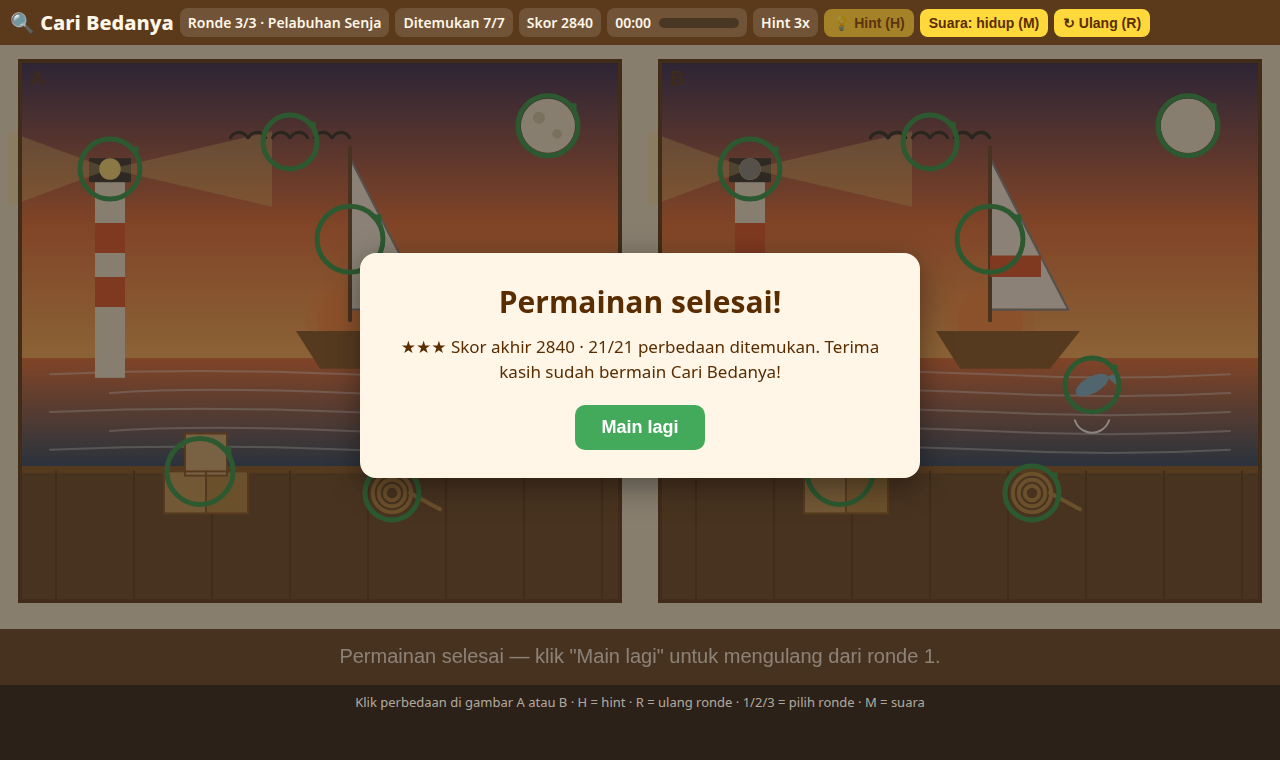 🔍 Cari Bedanya
Ronde 3/3 · Pelabuhan Senja
Ditemukan 7/7
Skor 2840
00:00
Hint 3x
💡 Hint (H)
Suara: hidup (M)
↻ Ulang (R)
A
B
Permainan selesai!
★★★ Skor akhir 2840 · 21/21 perbedaan ditemukan. Terima
kasih sudah bermain Cari Bedanya!
Main lagi
Permainan selesai — klik "Main lagi" untuk mengulang dari ronde 1.
Klik perbedaan di gambar A atau B · H = hint · R = ulang ronde · 1/2/3 = pilih ronde · M = suara